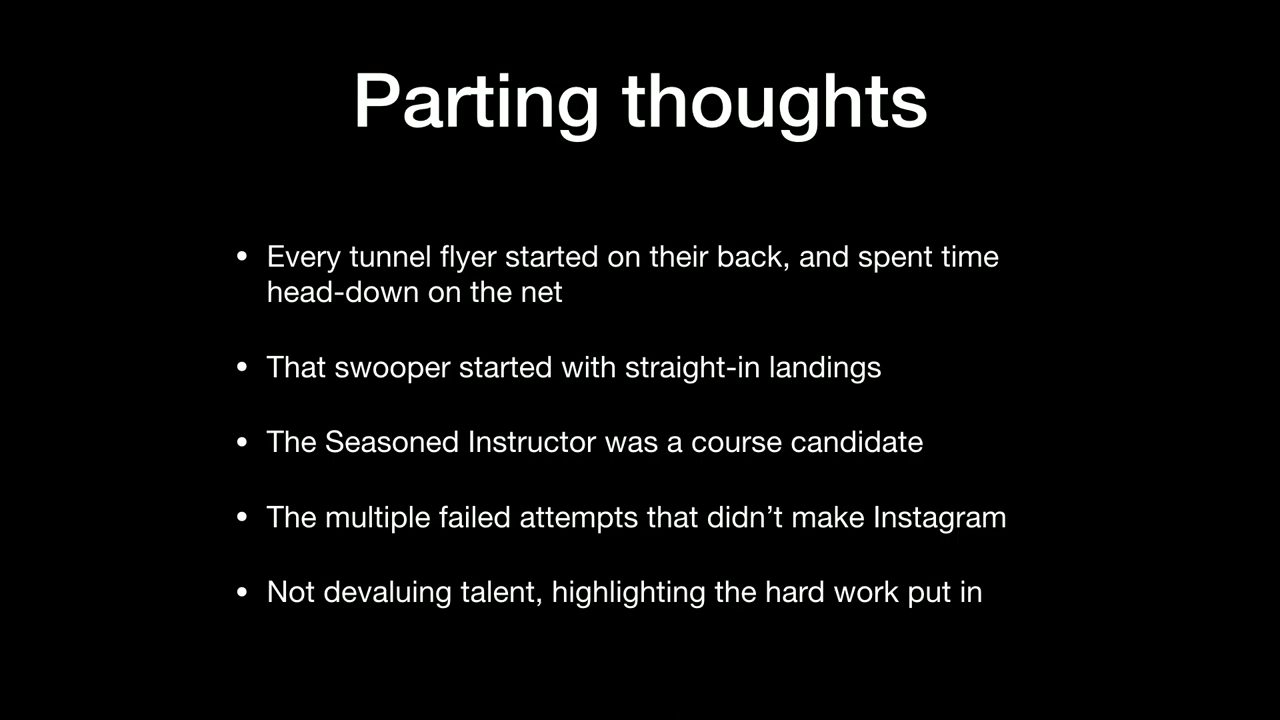 Parting thoughts
• Every tunnel flyer started on their back, and spent time
head-down on the net
• That swooper started with straight-in landings
• The Seasoned Instructor was a course candidate
• The multiple failed attempts that didn’t make Instagram
• Not devaluing talent, highlighting the hard work put in